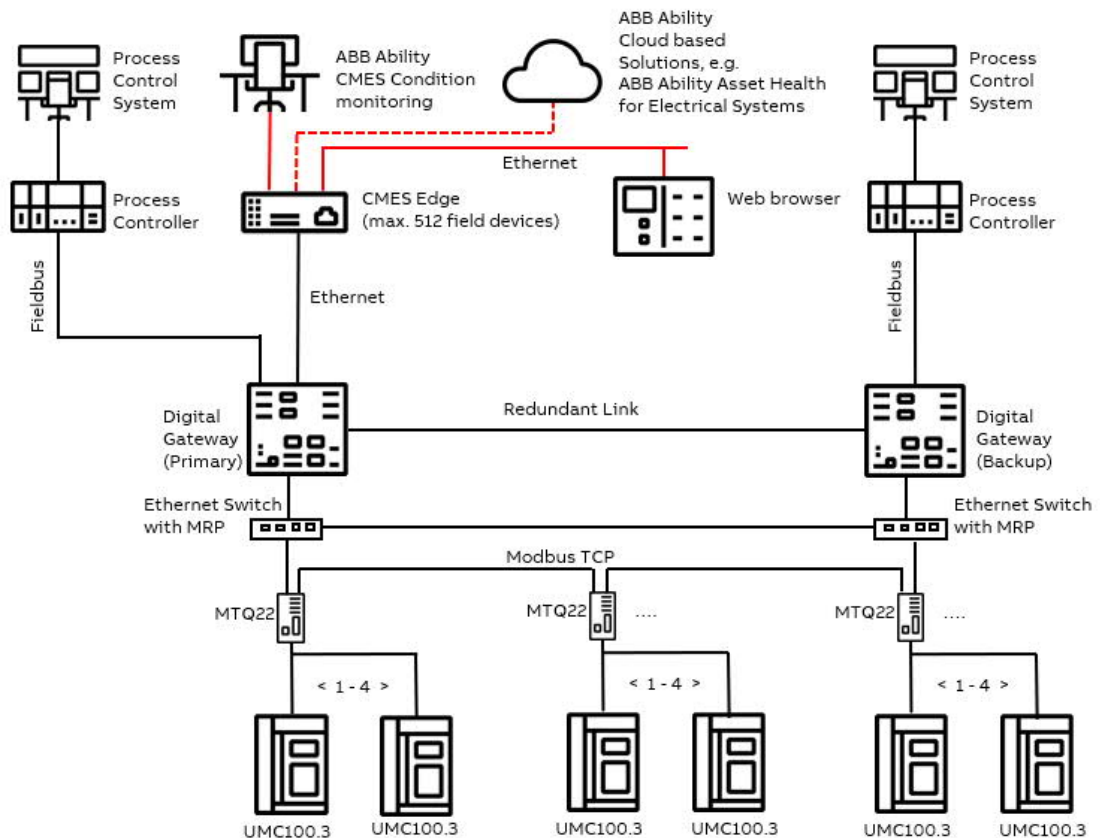 Process
Control
System
ABB Ability
CMES Condition
monitoring
ABB Ability
Cloud based
Solutions, e.g.
ABB Ability Asset Health
for Electrical Systems
Process
Control
System
Process
Controller
CMES Edge
(max. 512 field devices)
Ethernet
Web browser
Process
Controller
Fieldbus
Ethernet
Fieldbus
Digital
Gateway
(Primary)
Redundant Link
Digital
Gateway
(Backup)
Ethernet Switch
with MRP
Ethernet Switch
with MRP
Modbus TCP
MTQ22
MTQ22
....
MTQ22
....
< 1 - 4 >
< 1 - 4 >
< 1 - 4 >
UMC100.3
UMC100.3
UMC100.3
UMC100.3
UMC100.3
UMC100.3